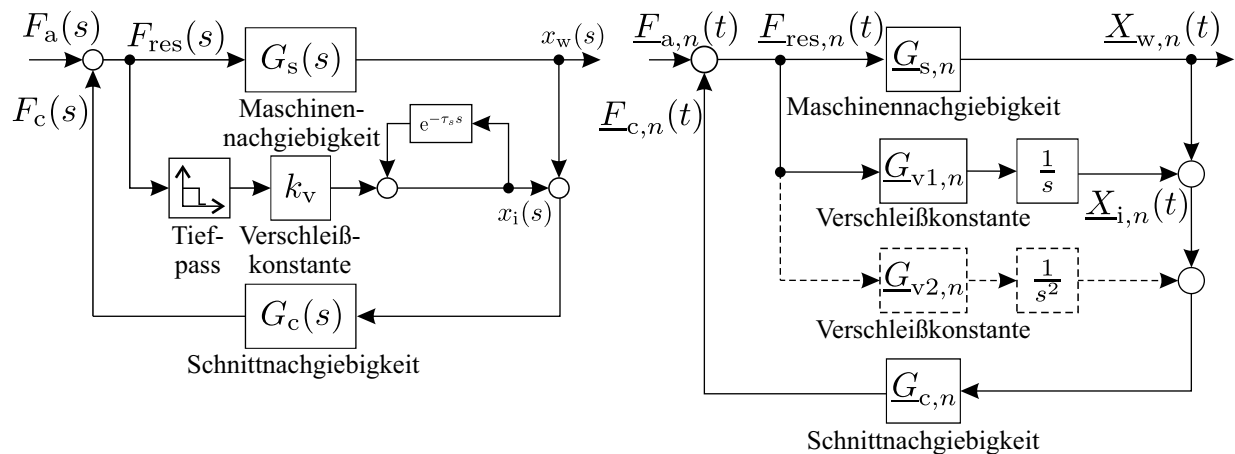 F_a(s)
F_res(s)
G_s(s)
x_w(s)
F_c(s)
Maschinen-
nachgiebigkeit
e^{−τ_s s}
k_v
x_i(s)
Tief-
pass
Verschleiß-
konstante
G_c(s)
Schnittnachgiebigkeit
F_{a,n}(t)
F_{res,n}(t)
G_{s,n}
X_{w,n}(t)
F_{c,n}(t)
Maschinennachgiebigkeit
G_{v1,n}
1/s
Verschleißkonstante
X_{i,n}(t)
G_{v2,n}
1/s²
Verschleißkonstante
G_{c,n}
Schnittnachgiebigkeit